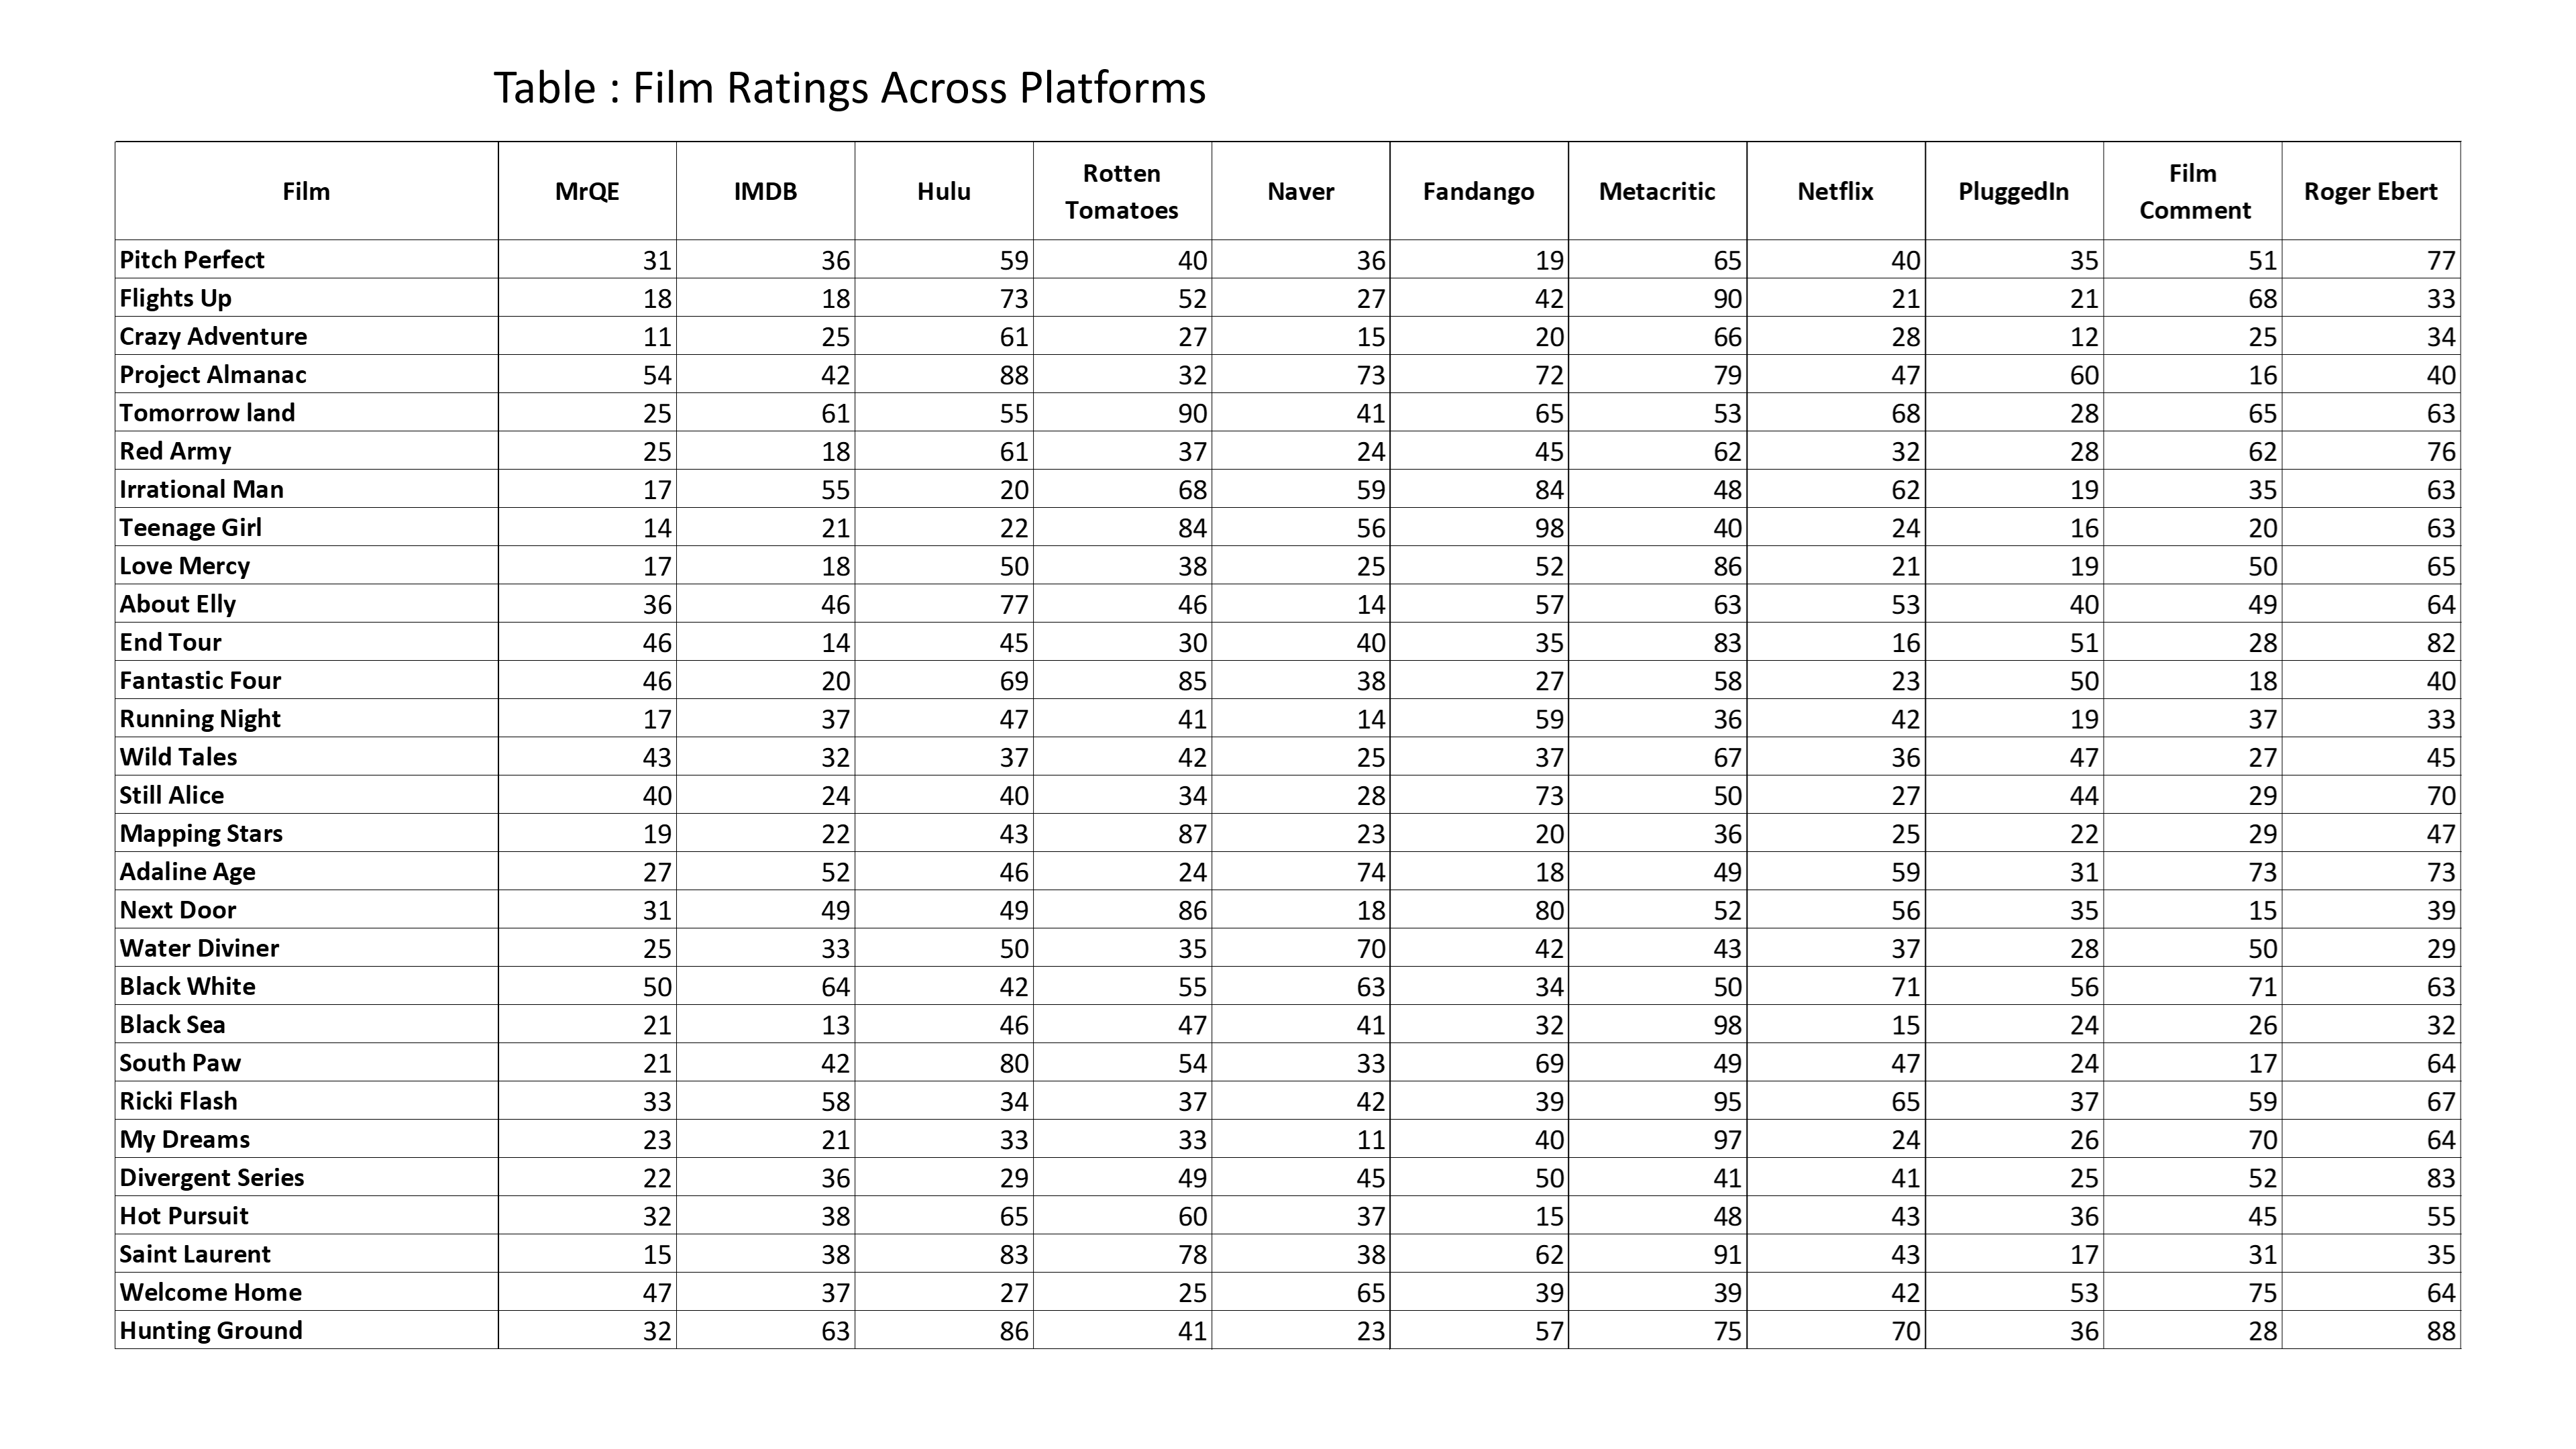 Table : Film Ratings Across Platforms
Film MrQE IMDB Hulu Rotten Tomatoes Naver Fandango Metacritic Netflix PluggedIn Film Comment Roger Ebert
Pitch Perfect 31 36 59 40 36 19 65 40 35 51 77
Flights Up 18 18 73 52 27 42 90 21 21 68 33
Crazy Adventure 11 25 61 27 15 20 66 28 12 25 34
Project Almanac 54 42 88 32 73 72 79 47 60 16 40
Tomorrow land 25 61 55 90 41 65 53 68 28 65 63
Red Army 25 18 61 37 24 45 62 32 28 62 76
Irrational Man 17 55 20 68 59 84 48 62 19 35 63
Teenage Girl 14 21 22 84 56 98 40 24 16 20 63
Love Mercy 17 18 50 38 25 52 86 21 19 50 65
About Elly 36 46 77 46 14 57 63 53 40 49 64
End Tour 46 14 45 30 40 35 83 16 51 28 82
Fantastic Four 46 20 69 85 38 27 58 23 50 18 40
Running Night 17 37 47 41 14 59 36 42 19 37 33
Wild Tales 43 32 37 42 25 37 67 36 47 27 45
Still Alice 40 24 40 34 28 73 50 27 44 29 70
Mapping Stars 19 22 43 87 23 20 36 25 22 29 47
Adaline Age 27 52 46 24 74 18 49 59 31 73 73
Next Door 31 49 49 86 18 80 52 56 35 15 39
Water Diviner 25 33 50 35 70 42 43 37 28 50 29
Black White 50 64 42 55 63 34 50 71 56 71 63
Black Sea 21 13 46 47 41 32 98 15 24 26 32
South Paw 21 42 80 54 33 69 49 47 24 17 64
Ricki Flash 33 58 34 37 42 39 95 65 37 59 67
My Dreams 23 21 33 33 11 40 97 24 26 70 64
Divergent Series 22 36 29 49 45 50 41 41 25 52 83
Hot Pursuit 32 38 65 60 37 15 48 43 36 45 55
Saint Laurent 15 38 83 78 38 62 91 43 17 31 35
Welcome Home 47 37 27 25 65 39 39 42 53 75 64
Hunting Ground 32 63 86 41 23 57 75 70 36 28 88